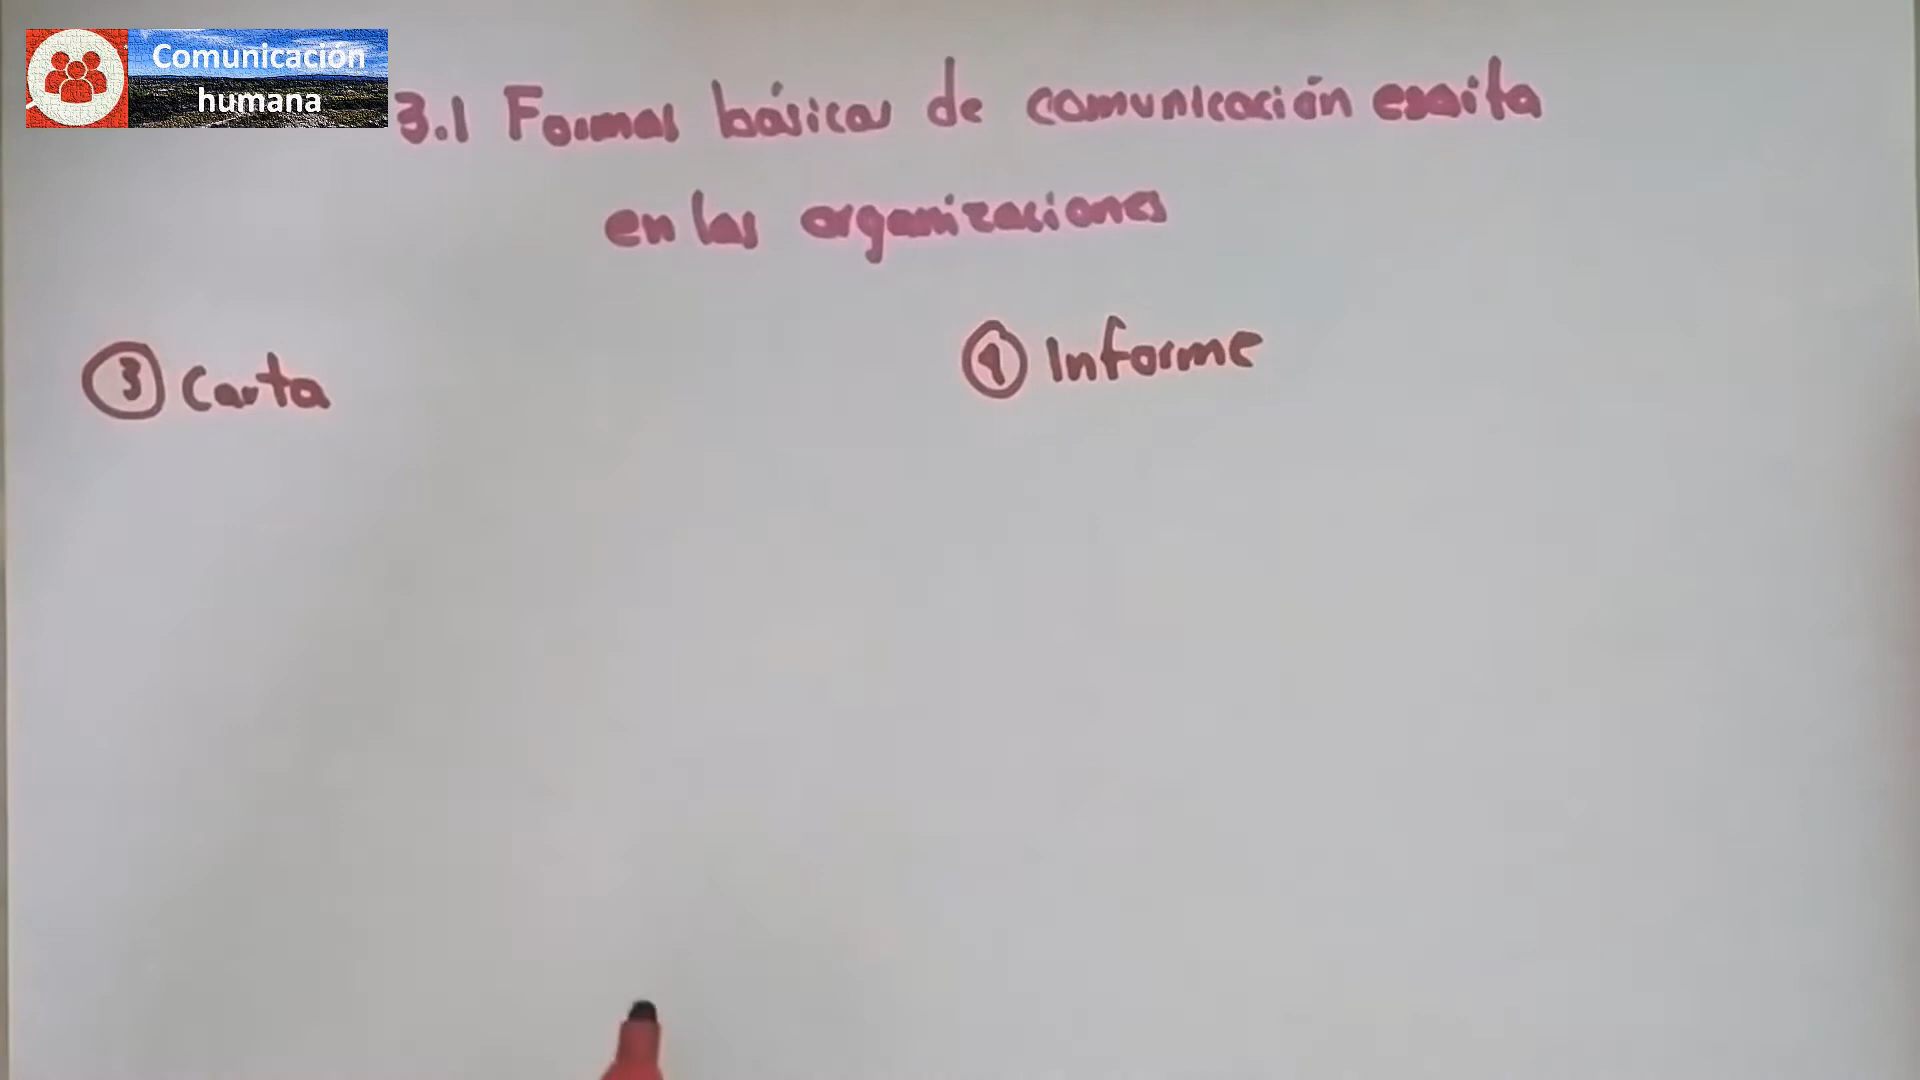 Comunicación
humana
3.1 Formas básicas de comunicación escrita
en las organizaciones
③ Carta
④ Informe